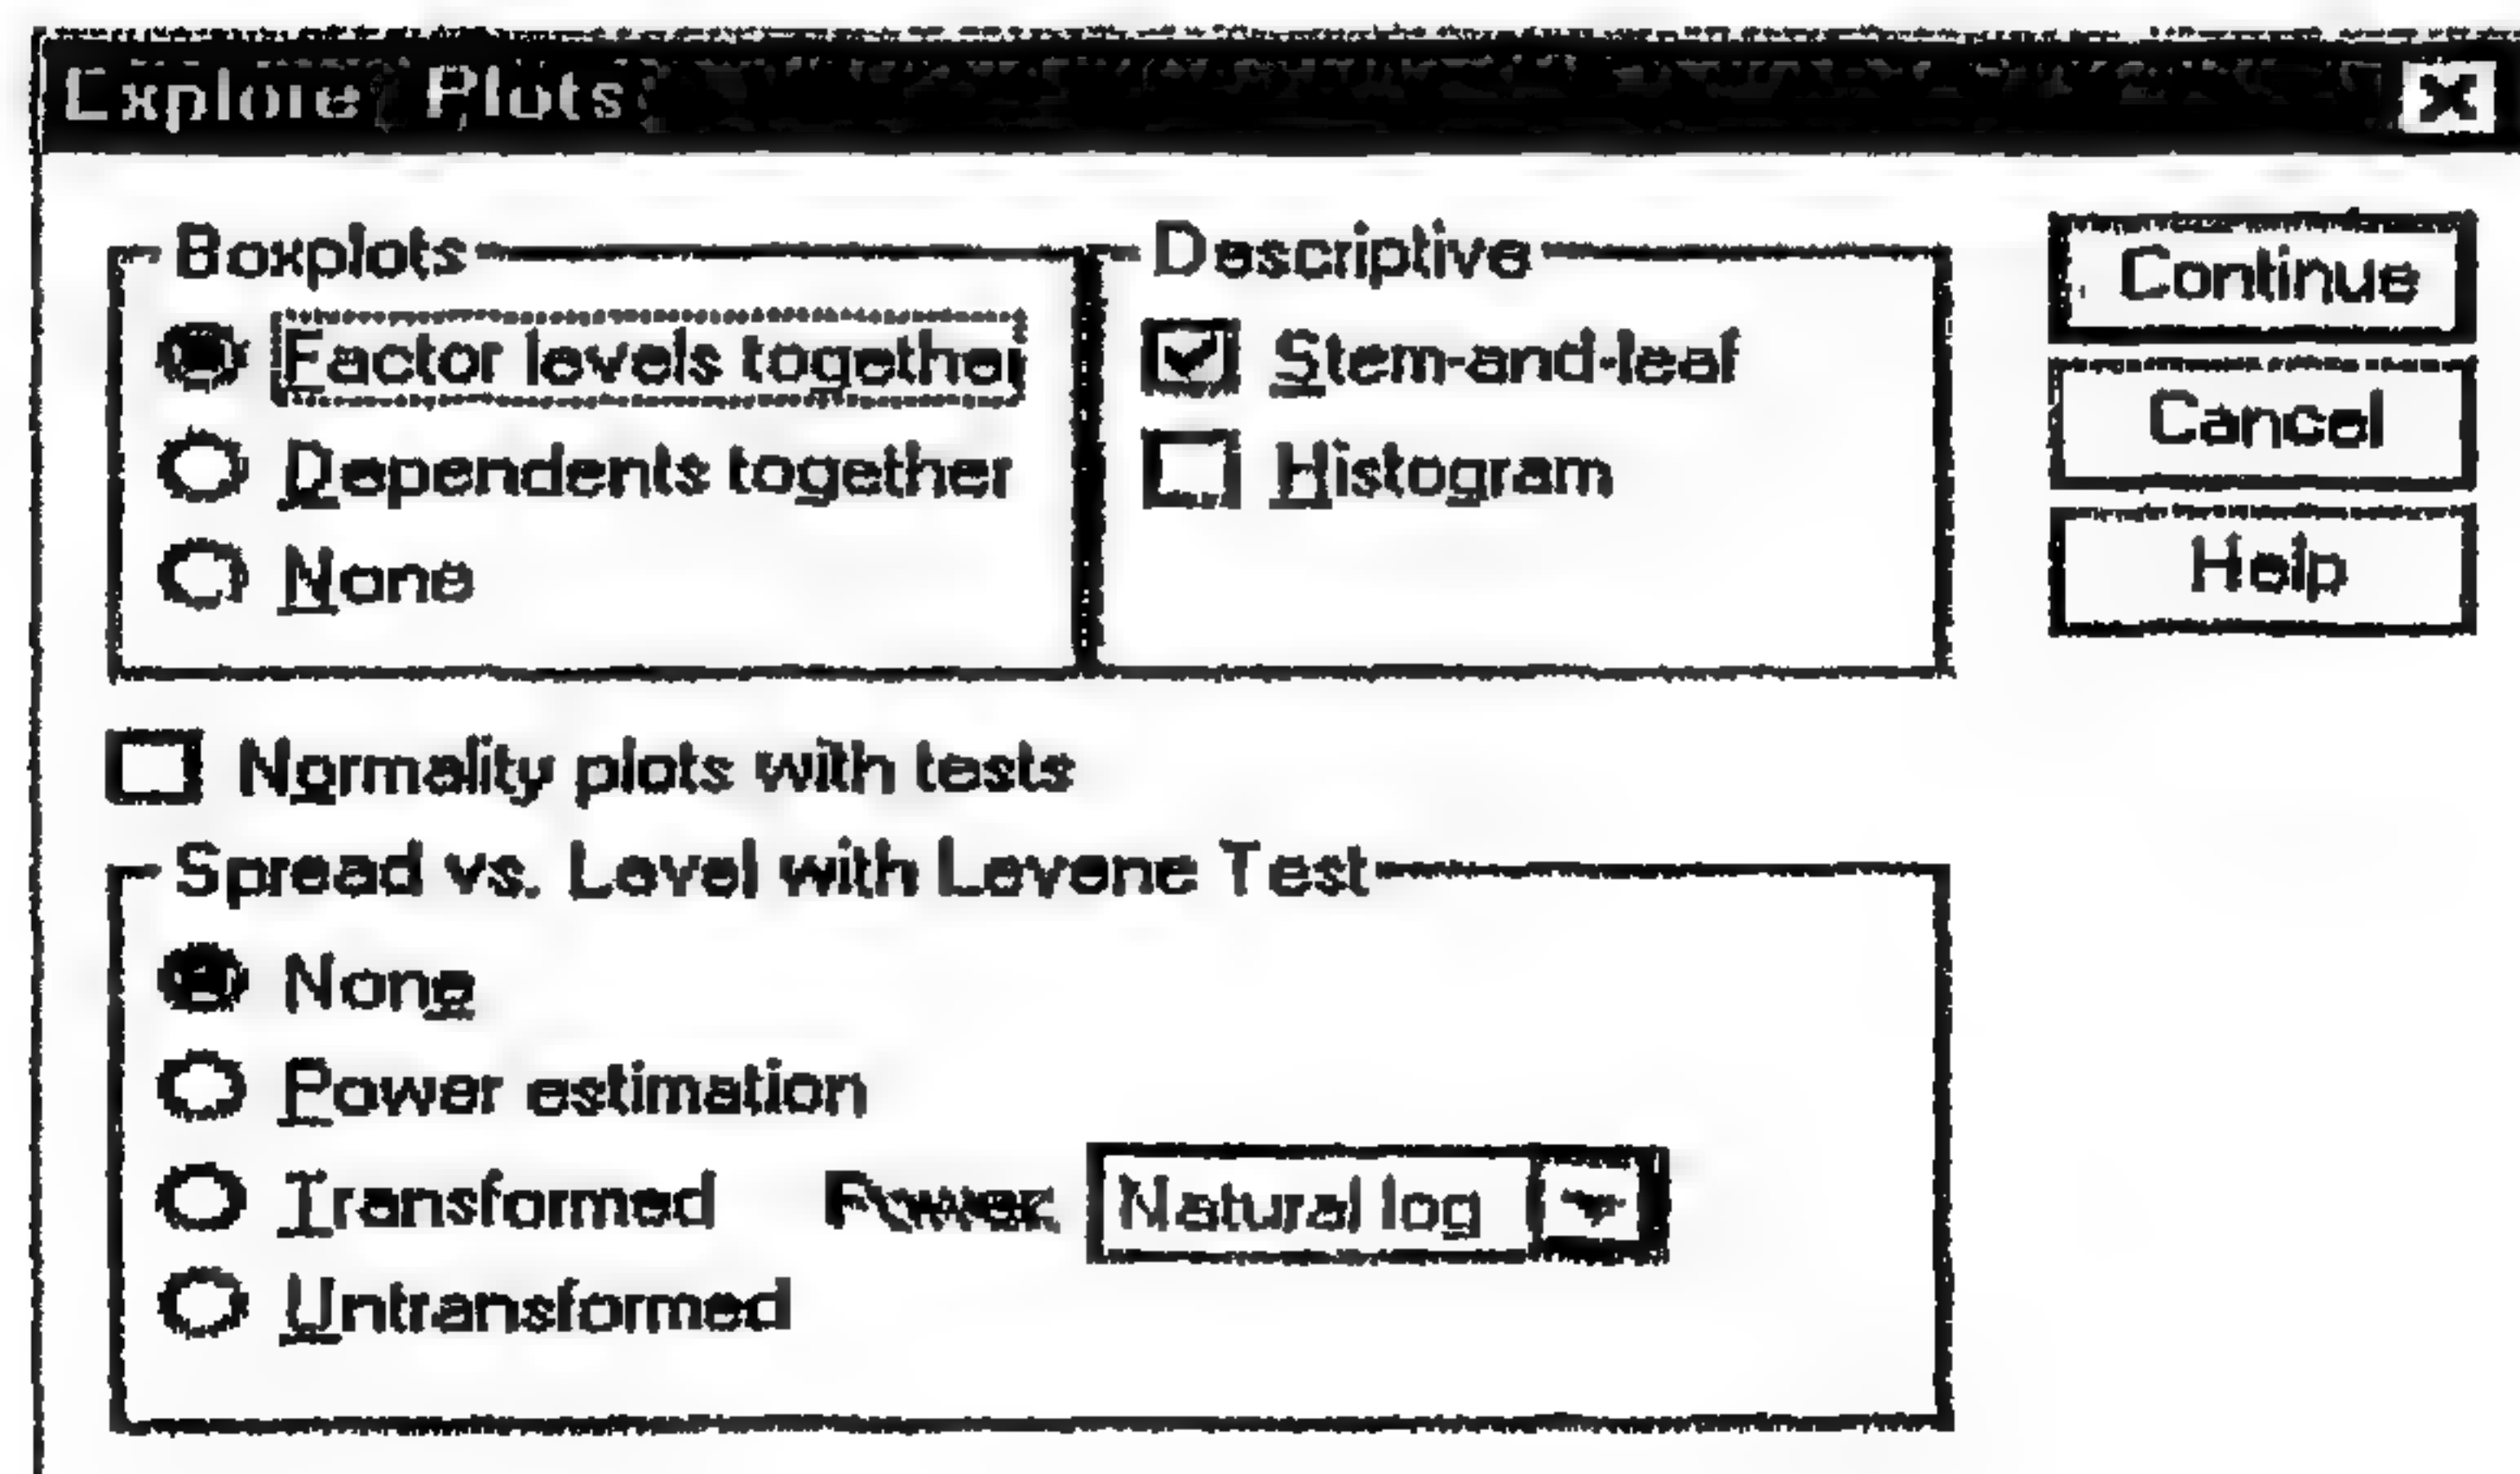 Explore Plots
Boxplots
Factor levels together
Dependents together
None
Descriptive
Stem-and-leaf
Histogram
Continue
Cancel
Help
Normality plots with tests
Spread vs. Level with Levene Test
None
Power estimation
Transformed Power: Natural log
Untransformed